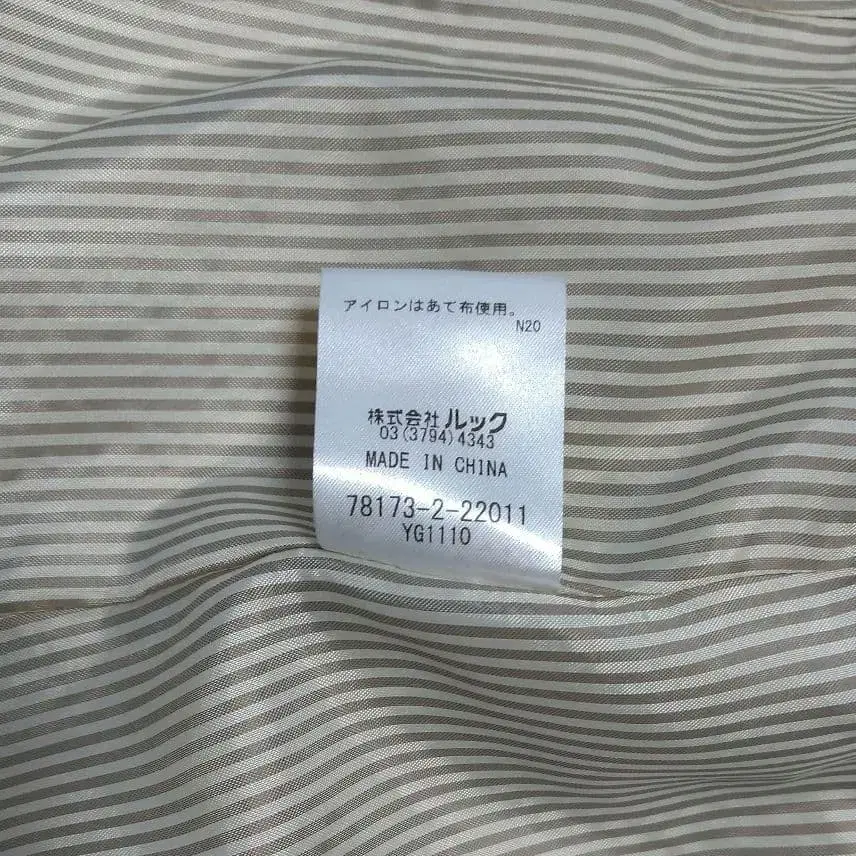 アイロンはあて布使用。
N20
株式会社 ルック
03(3794)4343
MADE IN CHINA
78173-2-22011
YG1110